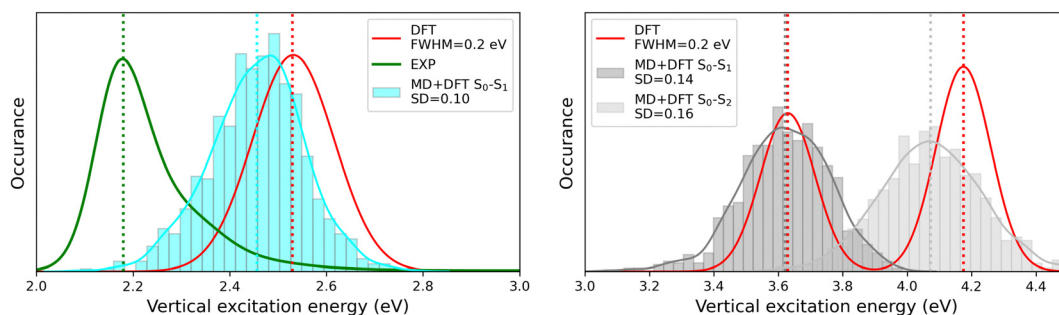 DFT
FWHM=0.2 eV
EXP
MD+DFT S₀-S₁
SD=0.10
Occurance
2.0 2.2 2.4 2.6 2.8 3.0
Vertical excitation energy (eV)
DFT
FWHM=0.2 eV
MD+DFT S₀-S₁
SD=0.14
MD+DFT S₀-S₂
SD=0.16
Occurance
3.0 3.2 3.4 3.6 3.8 4.0 4.2 4.4
Vertical excitation energy (eV)